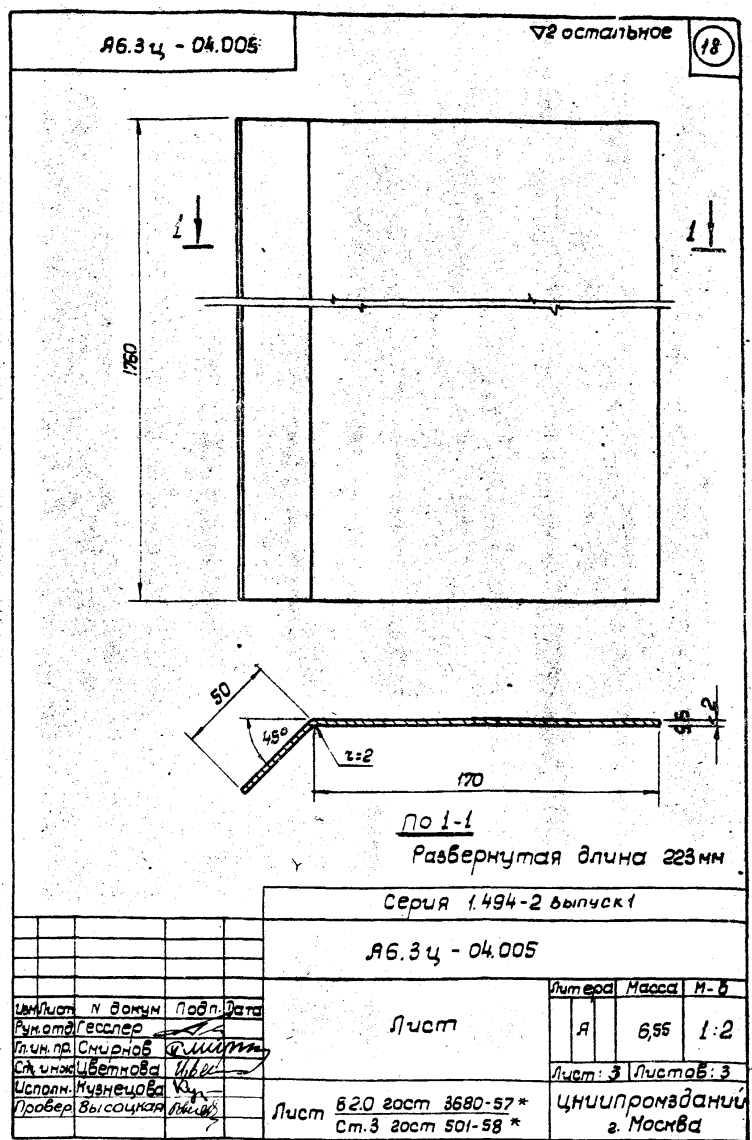 А6.3ц - 04.005
∇2 остальное
18
1
1
1760
50
45°
r=2
170
2
По 1-1
Развернутая длина 223мм
Серия 1.494-2 выпуск 1
А6.3ц - 04.005
Изм Лист N докум Подп. Дата
Рук.отд Гесслер
Гл.ин.пр. Смирнов
Ст. инж Цветкова
Исполн. Кузнецова
Провер Высоцкая
Лист
Литера Масса М-б
Я 6,55 1:2
Лист: 3 Листов: 3
Лист Б2.0 гост 3680-57*
Ст.3 гост 501-58*
ЦНИИпромзданий
г. Москва